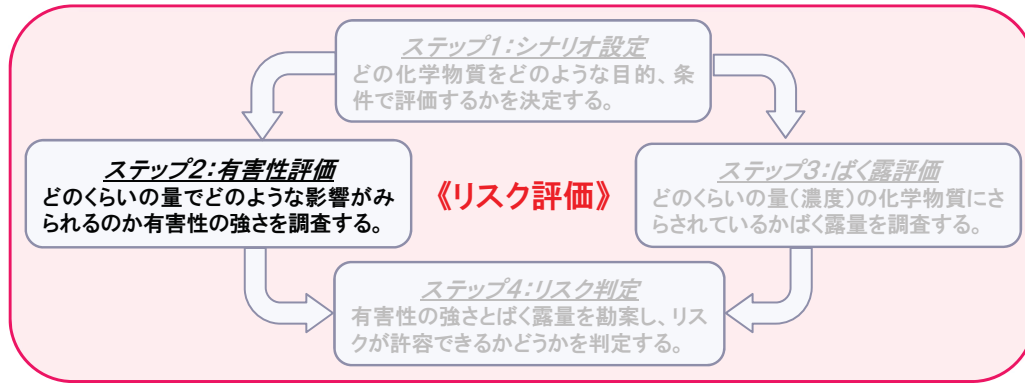 ステップ1:シナリオ設定
どの化学物質をどのような目的、条
件で評価するかを決定する。
ステップ2:有害性評価
どのくらいの量でどのような影響がみ
られるのか有害性の強さを調査する。
《リスク評価》
ステップ3:ばく露評価
どのくらいの量(濃度)の化学物質にさ
らされているかばく露量を調査する。
ステップ4:リスク判定
有害性の強さとばく露量を勘案し、リス
クが許容できるかどうかを判定する。